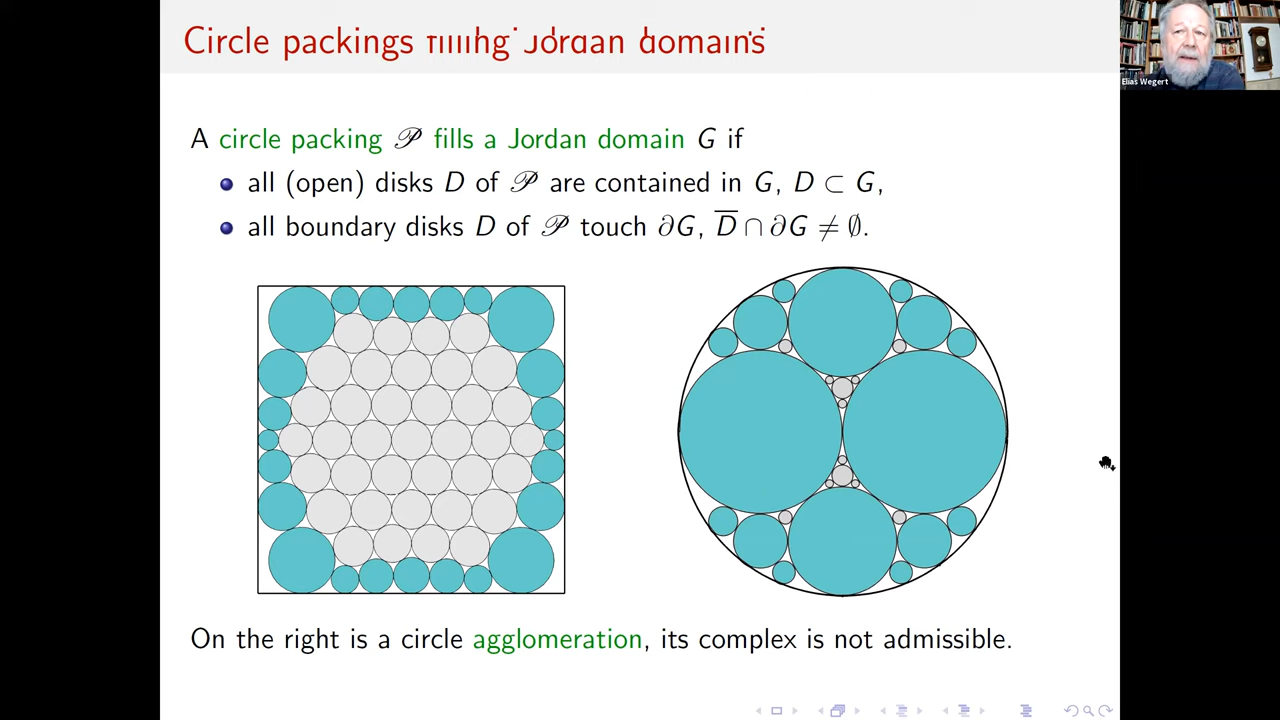 Circle packings filling Jordan domains
Elias Wegert
A circle packing 𝒫 fills a Jordan domain G if
all (open) disks D of 𝒫 are contained in G, D ⊂ G,
all boundary disks D of 𝒫 touch ∂G, D̅ ∩ ∂G ≠ ∅.
On the right is a circle agglomeration, its complex is not admissible.